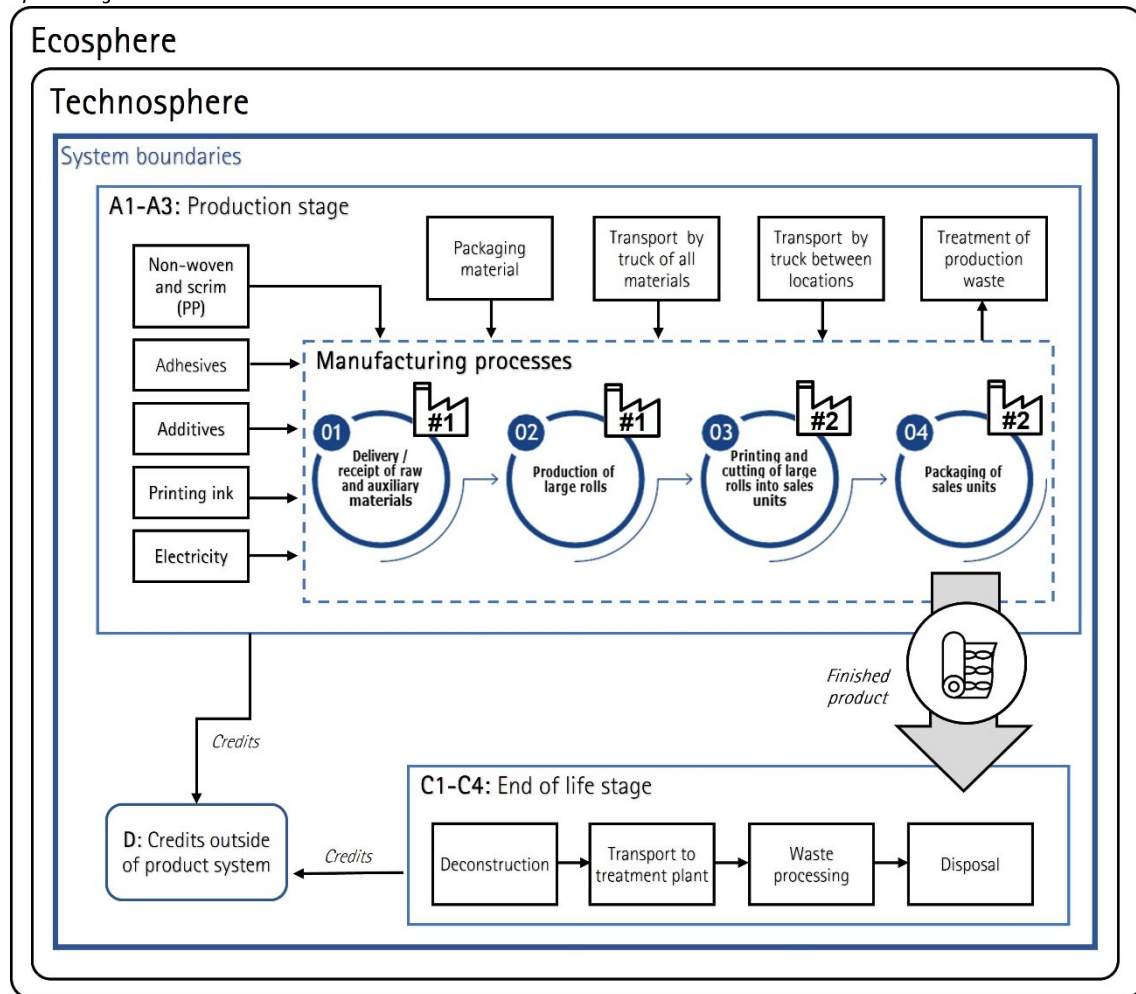 Ecosphere
Technosphere
System boundaries
A1-A3: Production stage
Non-woven
and scrim
(PP)
Packaging
material
Transport by
truck of all
materials
Transport by
truck between
locations
Treatment of
production
waste
Adhesives
Additives
Printing ink
Electricity
Manufacturing processes
#1
01
Delivery /
receipt of raw
and auxiliary
materials
#1
02
Production of
large rolls
#2
03
Printing and
cutting of large
rolls into sales
units
#2
04
Packaging of
sales units
Finished
product
Credits
D: Credits outside
of product system
Credits
C1-C4: End of life stage
Deconstruction
Transport to
treatment plant
Waste
processing
Disposal